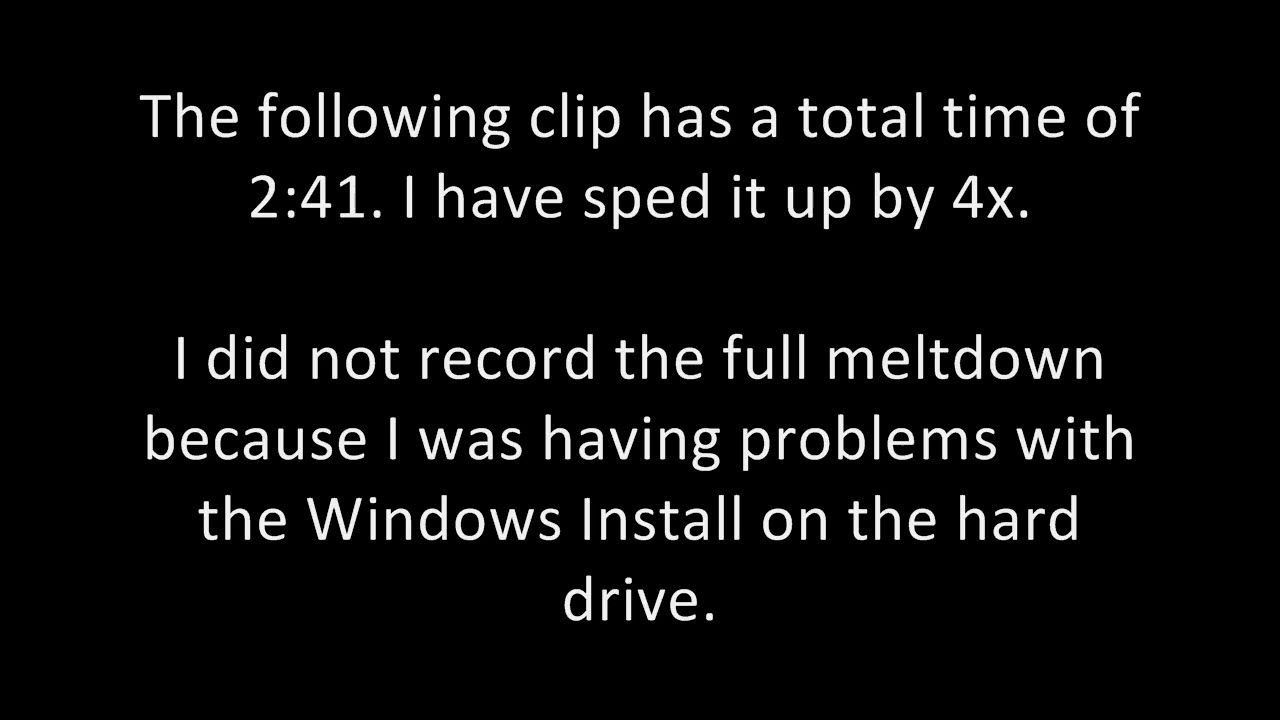 The following clip has a total time of
2:41. I have sped it up by 4x.
I did not record the full meltdown
because I was having problems with
the Windows Install on the hard
drive.